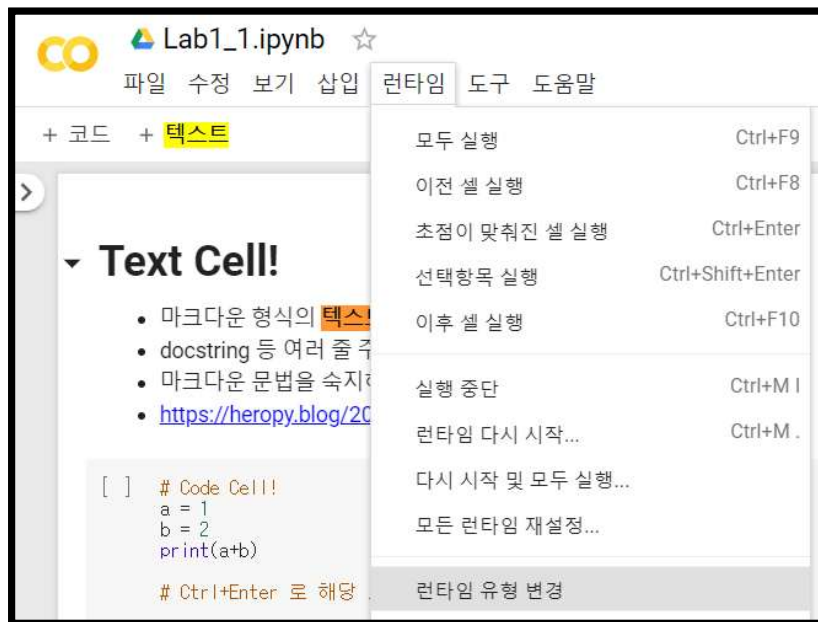 Lab1_1.ipynb
파일 수정 보기 삽입 런타임 도구 도움말
+ 코드 + 텍스트
모두 실행 Ctrl+F9
이전 셀 실행 Ctrl+F8
초점이 맞춰진 셀 실행 Ctrl+Enter
선택항목 실행 Ctrl+Shift+Enter
이후 셀 실행 Ctrl+F10
실행 중단 Ctrl+M I
런타임 다시 시작... Ctrl+M .
다시 시작 및 모두 실행...
모든 런타임 재설정...
런타임 유형 변경
Text Cell!
마크다운 형식의 텍스
docstring 등 여러 줄
마크다운 문법을 숙지
https://heropy.blog/20
[ ] # Code Cell!
a = 1
b = 2
print(a+b)
# Ctrl+Enter 로 해당